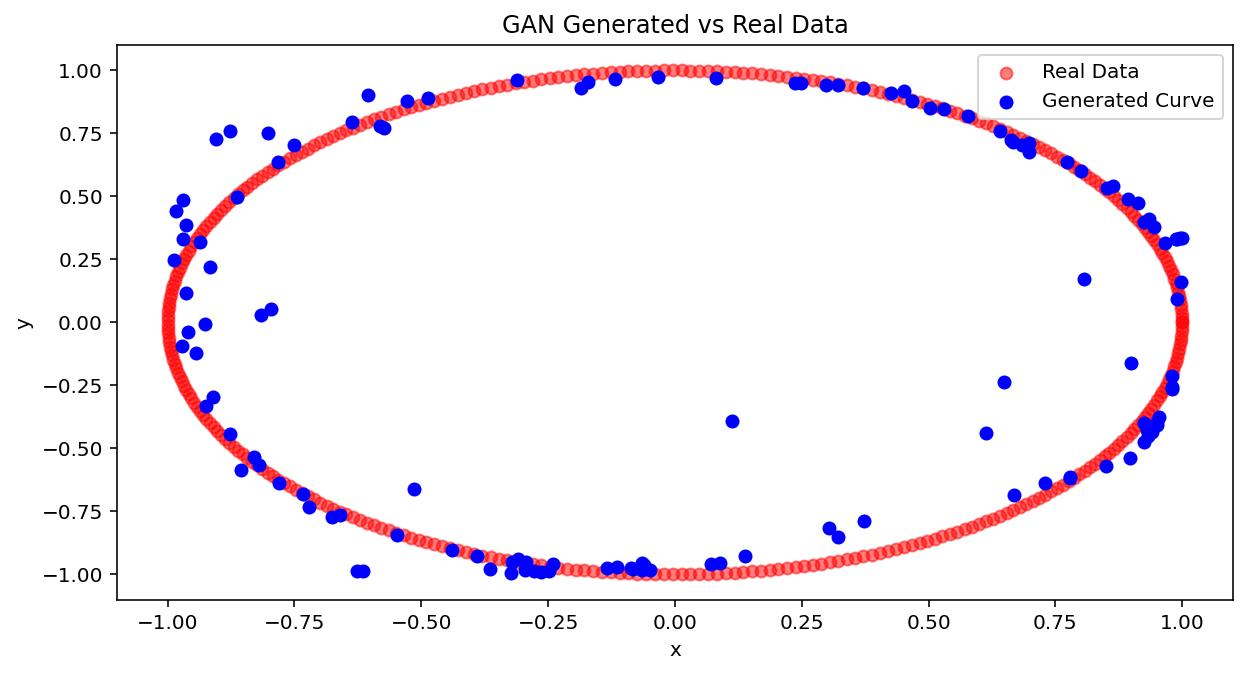 GAN Generated vs Real Data
Real Data
Generated Curve
1.00
0.75
0.50
0.25
0.00
−0.25
−0.50
−0.75
−1.00
y
−1.00 −0.75 −0.50 −0.25 0.00 0.25 0.50 0.75 1.00
x